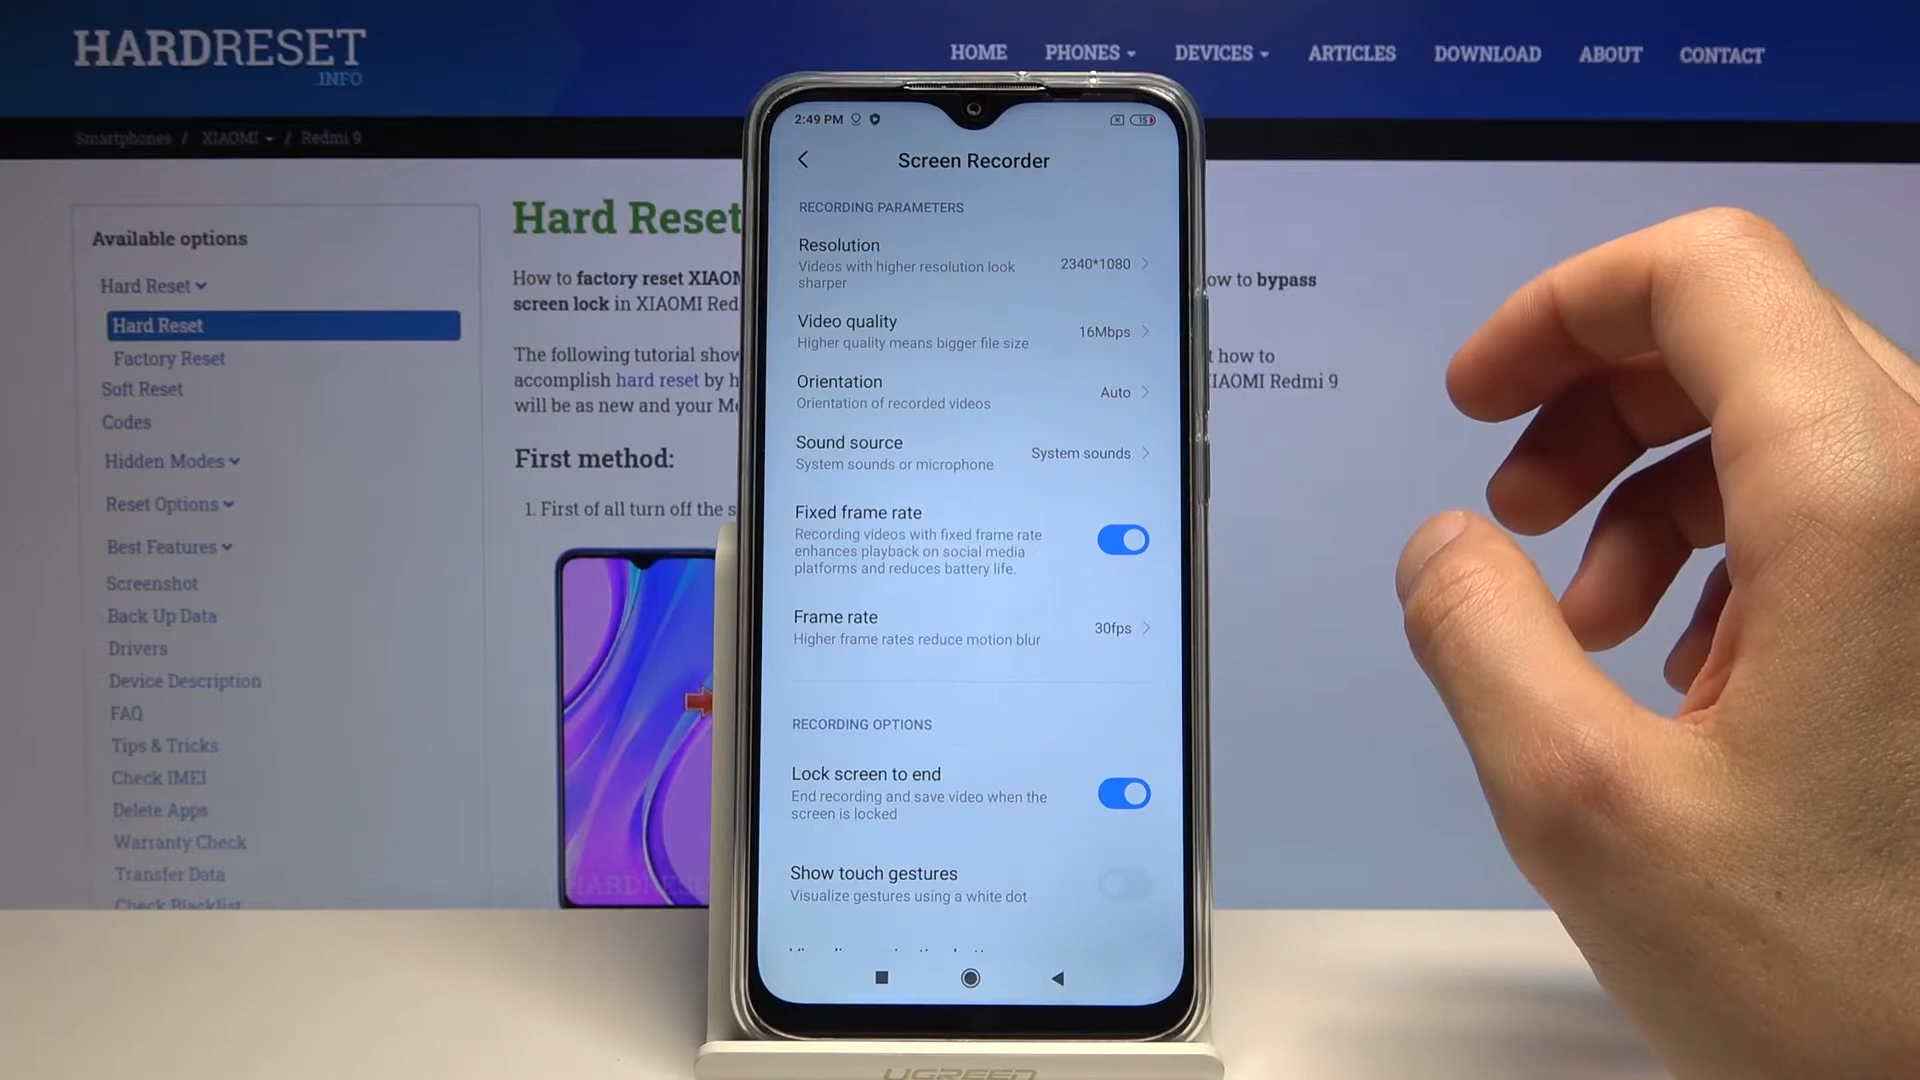 HARDRESET
.INFO
HOME PHONES DEVICES ARTICLES DOWNLOAD ABOUT CONTACT
Smartphones / XIAOMI / Redmi 9
Available options
Hard Reset
Hard Reset
Factory Reset
Soft Reset
Codes
Hidden Modes
Reset Options
Best Features
Screenshot
Back Up Data
Drivers
Device Description
FAQ
Tips & Tricks
Check IMEI
Delete Apps
Warranty Check
Transfer Data
Check Blacklist
Hard Reset
How to factory reset
screen lock in XIAOMI
how to bypass
The following tutorial
accomplish hard reset by
will be as new and your
how to
XIAOMI Redmi 9
First method:
1. First of all turn off the
2:49 PM
15
Screen Recorder
RECORDING PARAMETERS
Resolution
Videos with higher resolution look
sharper
2340*1080
Video quality
Higher quality means bigger file size
16Mbps
Orientation
Orientation of recorded videos
Auto
Sound source
System sounds or microphone
System sounds
Fixed frame rate
Recording videos with fixed frame rate
enhances playback on social media
platforms and reduces battery life.
Frame rate
Higher frame rates reduce motion blur
30fps
RECORDING OPTIONS
Lock screen to end
End recording and save video when the
screen is locked
Show touch gestures
Visualize gestures using a white dot
UGREEN